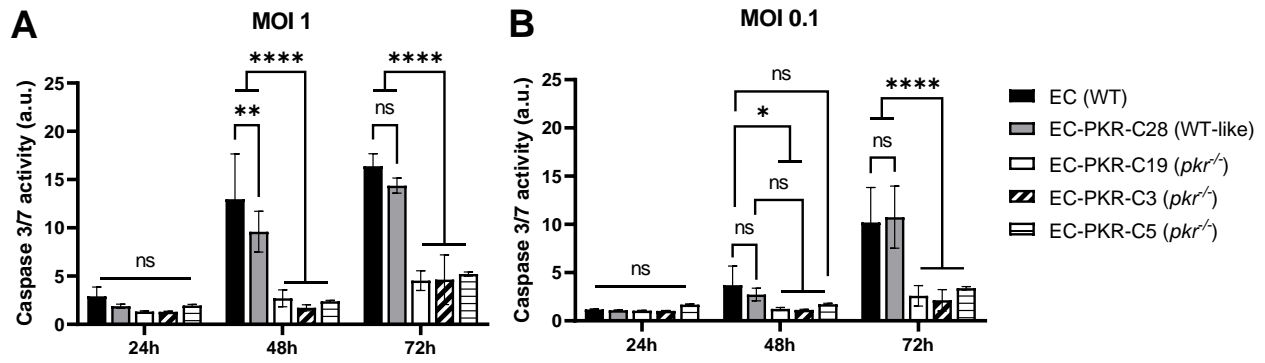 A
MOI 1
Caspase 3/7 activity (a.u.)
25
20
15
10
5
0
ns
**
****
ns
****
24h
48h
72h
B
MOI 0.1
Caspase 3/7 activity (a.u.)
25
20
15
10
5
0
ns
ns
*
ns
ns
****
ns
24h
48h
72h
EC (WT)
EC-PKR-C28 (WT-like)
EC-PKR-C19 (pkr-/-)
EC-PKR-C3 (pkr-/-)
EC-PKR-C5 (pkr-/-)